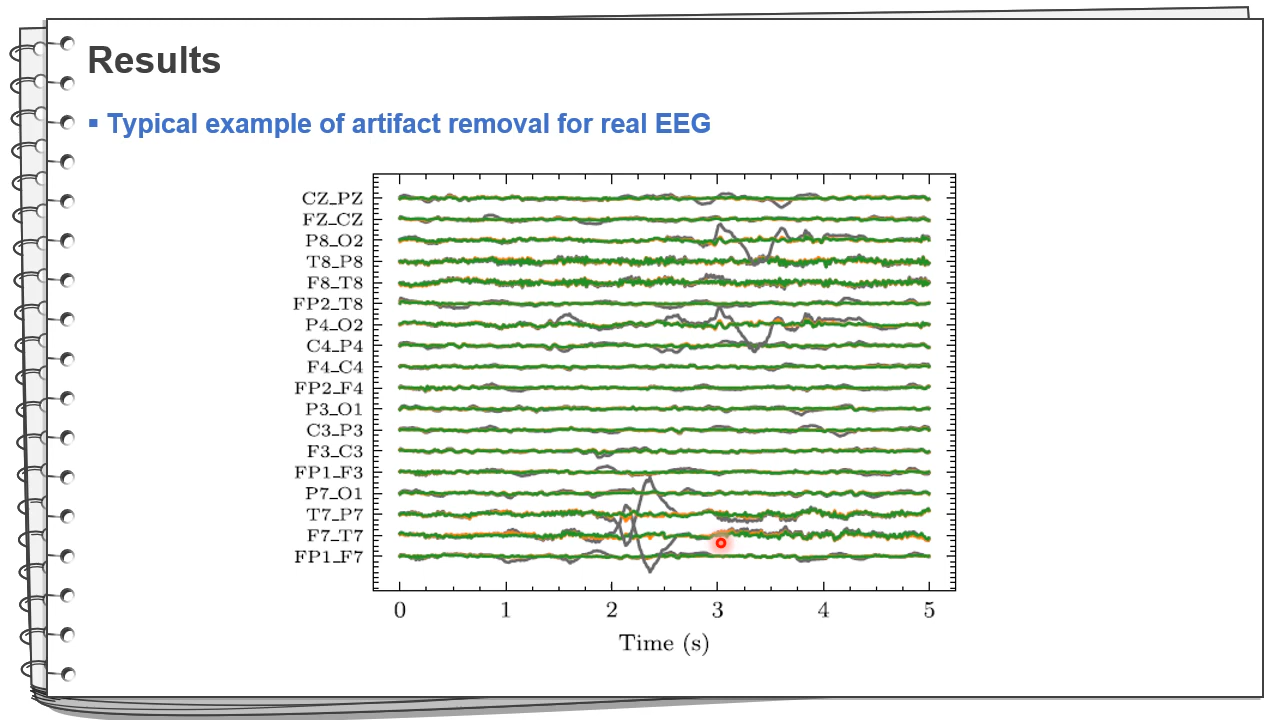 Results
▪ Typical example of artifact removal for real EEG
CZ_PZ
FZ_CZ
P8_O2
T8_P8
F8_T8
FP2_T8
P4_O2
C4_P4
F4_C4
FP2_F4
P3_O1
C3_P3
F3_C3
FP1_F3
P7_O1
T7_P7
F7_T7
FP1_F7
0 1 2 3 4 5
Time (s)